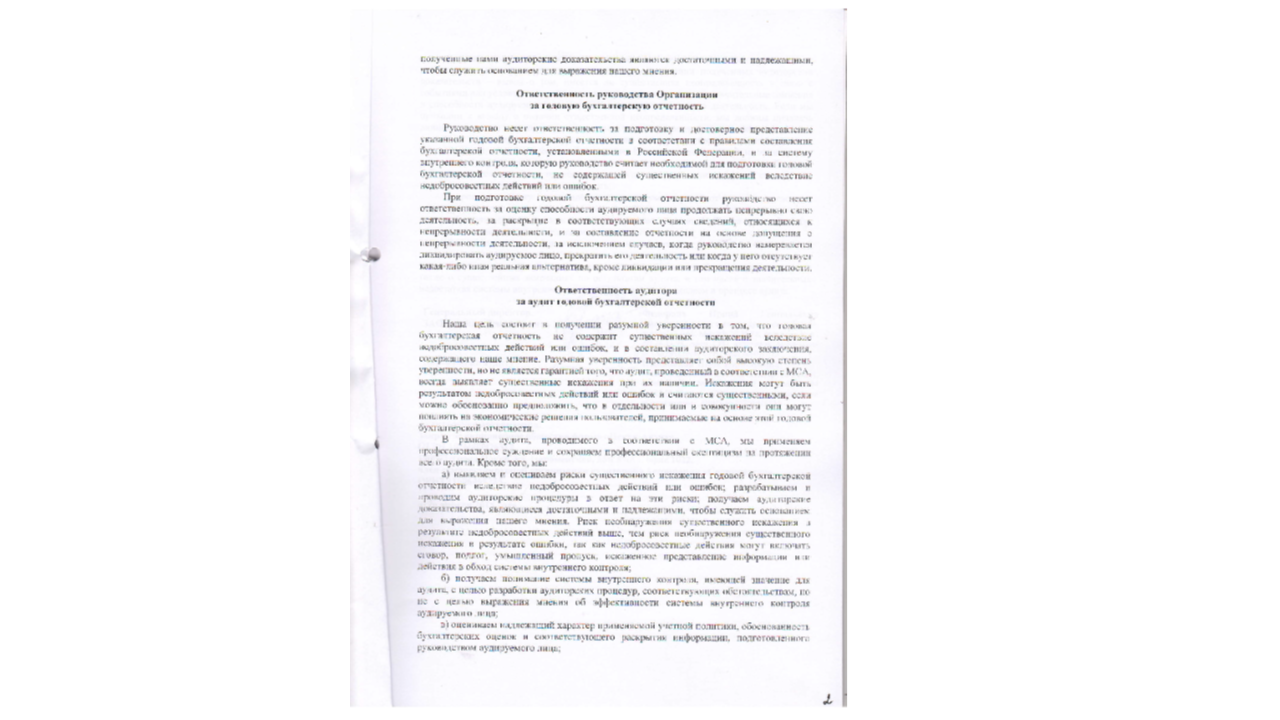 полученные нами аудиторские доказательства являются достаточными и надлежащими,
чтобы служить основанием для выражения нашего мнения.
Ответственность руководства Организации
за годовую бухгалтерскую отчетность
Руководство несет ответственность за подготовку и достоверное представление
указанной годовой бухгалтерской отчетности в соответствии с правилами составления
бухгалтерской отчетности, установленными в Российской Федерации, и за систему
внутреннего контроля, которую руководство считает необходимой для подготовки годовой
бухгалтерской отчетности, не содержащей существенных искажений вследствие
недобросовестных действий или ошибок.
При подготовке годовой бухгалтерской отчетности руководство несет
ответственность за оценку способности аудируемого лица продолжать непрерывно свою
деятельность, за раскрытие в соответствующих случаях сведений, относящихся к
непрерывности деятельности, и за составление отчетности на основе допущения о
непрерывности деятельности, за исключением случаев, когда руководство намеревается
ликвидировать аудируемое лицо, прекратить его деятельность или когда у него отсутствует
какая-либо иная реальная альтернатива, кроме ликвидации или прекращения деятельности.
Ответственность аудитора
за аудит годовой бухгалтерской отчетности
Наша цель состоит в получении разумной уверенности в том, что годовая
бухгалтерская отчетность не содержит существенных искажений вследствие
недобросовестных действий или ошибок, и в составлении аудиторского заключения,
содержащего наше мнение. Разумная уверенность представляет собой высокую степень
уверенности, но не является гарантией того, что аудит, проведенный в соответствии с МСА,
всегда выявляет существенные искажения при их наличии. Искажения могут быть
результатом недобросовестных действий или ошибок и считаются существенными, если
можно обоснованно предположить, что в отдельности или в совокупности они могут
повлиять на экономические решения пользователей, принимаемые на основе этой годовой
бухгалтерской отчетности.
В рамках аудита, проводимого в соответствии с МСА, мы применяем
профессиональное суждение и сохраняем профессиональный скептицизм на протяжении
всего аудита. Кроме того, мы:
а) выявляем и оцениваем риски существенного искажения годовой бухгалтерской
отчетности вследствие недобросовестных действий или ошибок; разрабатываем и
проводим аудиторские процедуры в ответ на эти риски; получаем аудиторские
доказательства, являющиеся достаточными и надлежащими, чтобы служить основанием
для выражения нашего мнения. Риск необнаружения существенного искажения в
результате недобросовестных действий выше, чем риск необнаружения существенного
искажения в результате ошибки, так как недобросовестные действия могут включать
сговор, подлог, умышленный пропуск, искаженное представление информации или
действия в обход системы внутреннего контроля;
б) получаем понимание системы внутреннего контроля, имеющей значение для
аудита, с целью разработки аудиторских процедур, соответствующих обстоятельствам, но
не с целью выражения мнения об эффективности системы внутреннего контроля
аудируемого лица;
в) оцениваем надлежащий характер применяемой учетной политики, обоснованность
бухгалтерских оценок и соответствующего раскрытия информации, подготовленного
руководством аудируемого лица;
2